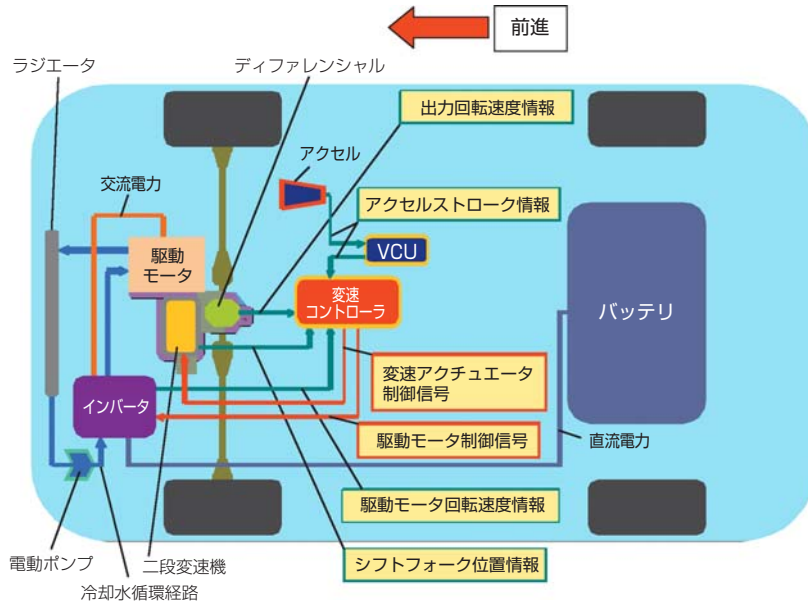 前進
ラジエータ
ディファレンシャル
出力回転速度情報
アクセル
交流電力
アクセルストローク情報
駆動
モータ
VCU
変速
コントローラ
バッテリ
変速アクチュエータ
制御信号
インバータ
駆動モータ制御信号
直流電力
駆動モータ回転速度情報
電動ポンプ
二段変速機
シフトフォーク位置情報
冷却水循環経路